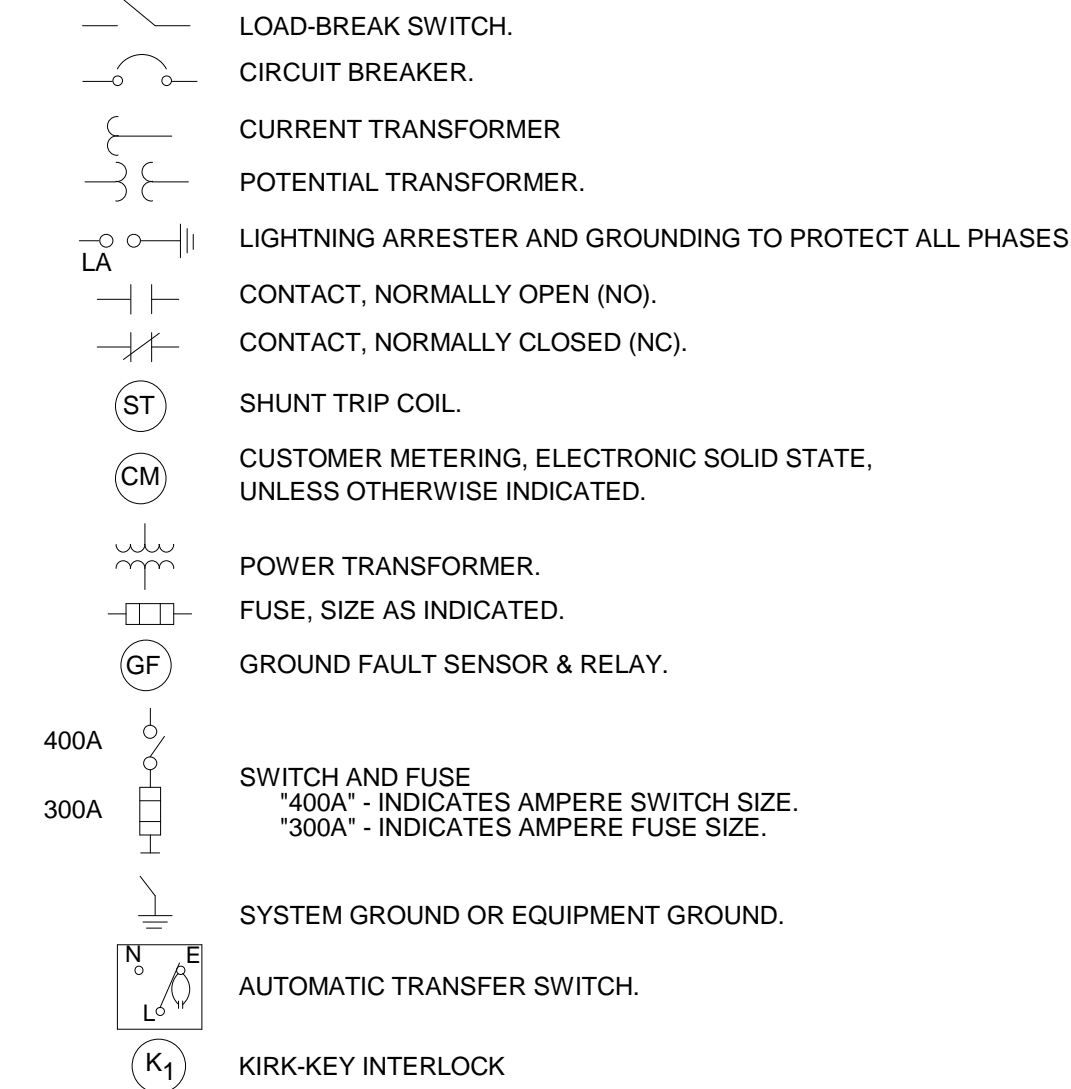 LOAD-BREAK SWITCH.
CIRCUIT BREAKER.
CURRENT TRANSFORMER
POTENTIAL TRANSFORMER.
LA LIGHTNING ARRESTER AND GROUNDING TO PROTECT ALL PHASES
CONTACT, NORMALLY OPEN (NO).
CONTACT, NORMALLY CLOSED (NC).
ST SHUNT TRIP COIL.
CM CUSTOMER METERING, ELECTRONIC SOLID STATE,
UNLESS OTHERWISE INDICATED.
POWER TRANSFORMER.
FUSE, SIZE AS INDICATED.
GF GROUND FAULT SENSOR & RELAY.
400A
SWITCH AND FUSE
300A "400A" - INDICATES AMPERE SWITCH SIZE.
"300A" - INDICATES AMPERE FUSE SIZE.
SYSTEM GROUND OR EQUIPMENT GROUND.
N E
L AUTOMATIC TRANSFER SWITCH.
K1 KIRK-KEY INTERLOCK